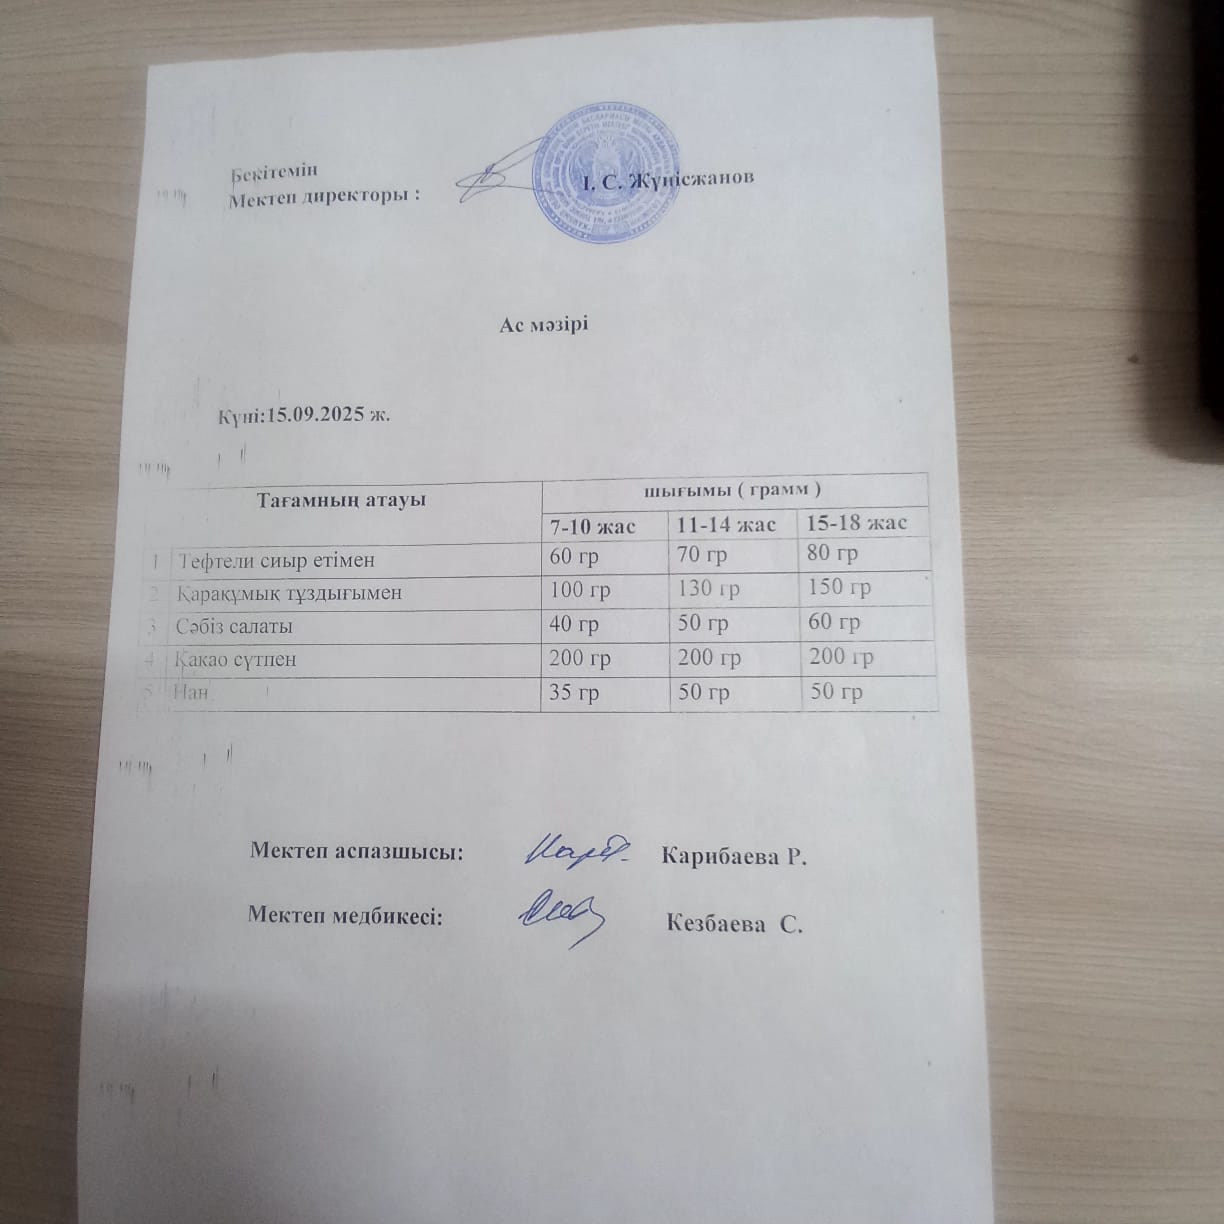 Бекітемін
Мектеп директоры : І. С. Жүнісжанов
Ас мәзірі
Күні:15.09.2025 ж.
Тағамның атауы шығымы ( грамм )
7-10 жас 11-14 жас 15-18 жас
1 Тефтели сиыр етімен 60 гр 70 гр 80 гр
2 Қарақұмық тұздығымен 100 гр 130 гр 150 гр
3 Сәбіз салаты 40 гр 50 гр 60 гр
4 Какао сүтпен 200 гр 200 гр 200 гр
5 Нан 35 гр 50 гр 50 гр
Мектеп аспазшысы: Карибаева Р.
Мектеп медбикесі: Кезбаева С.